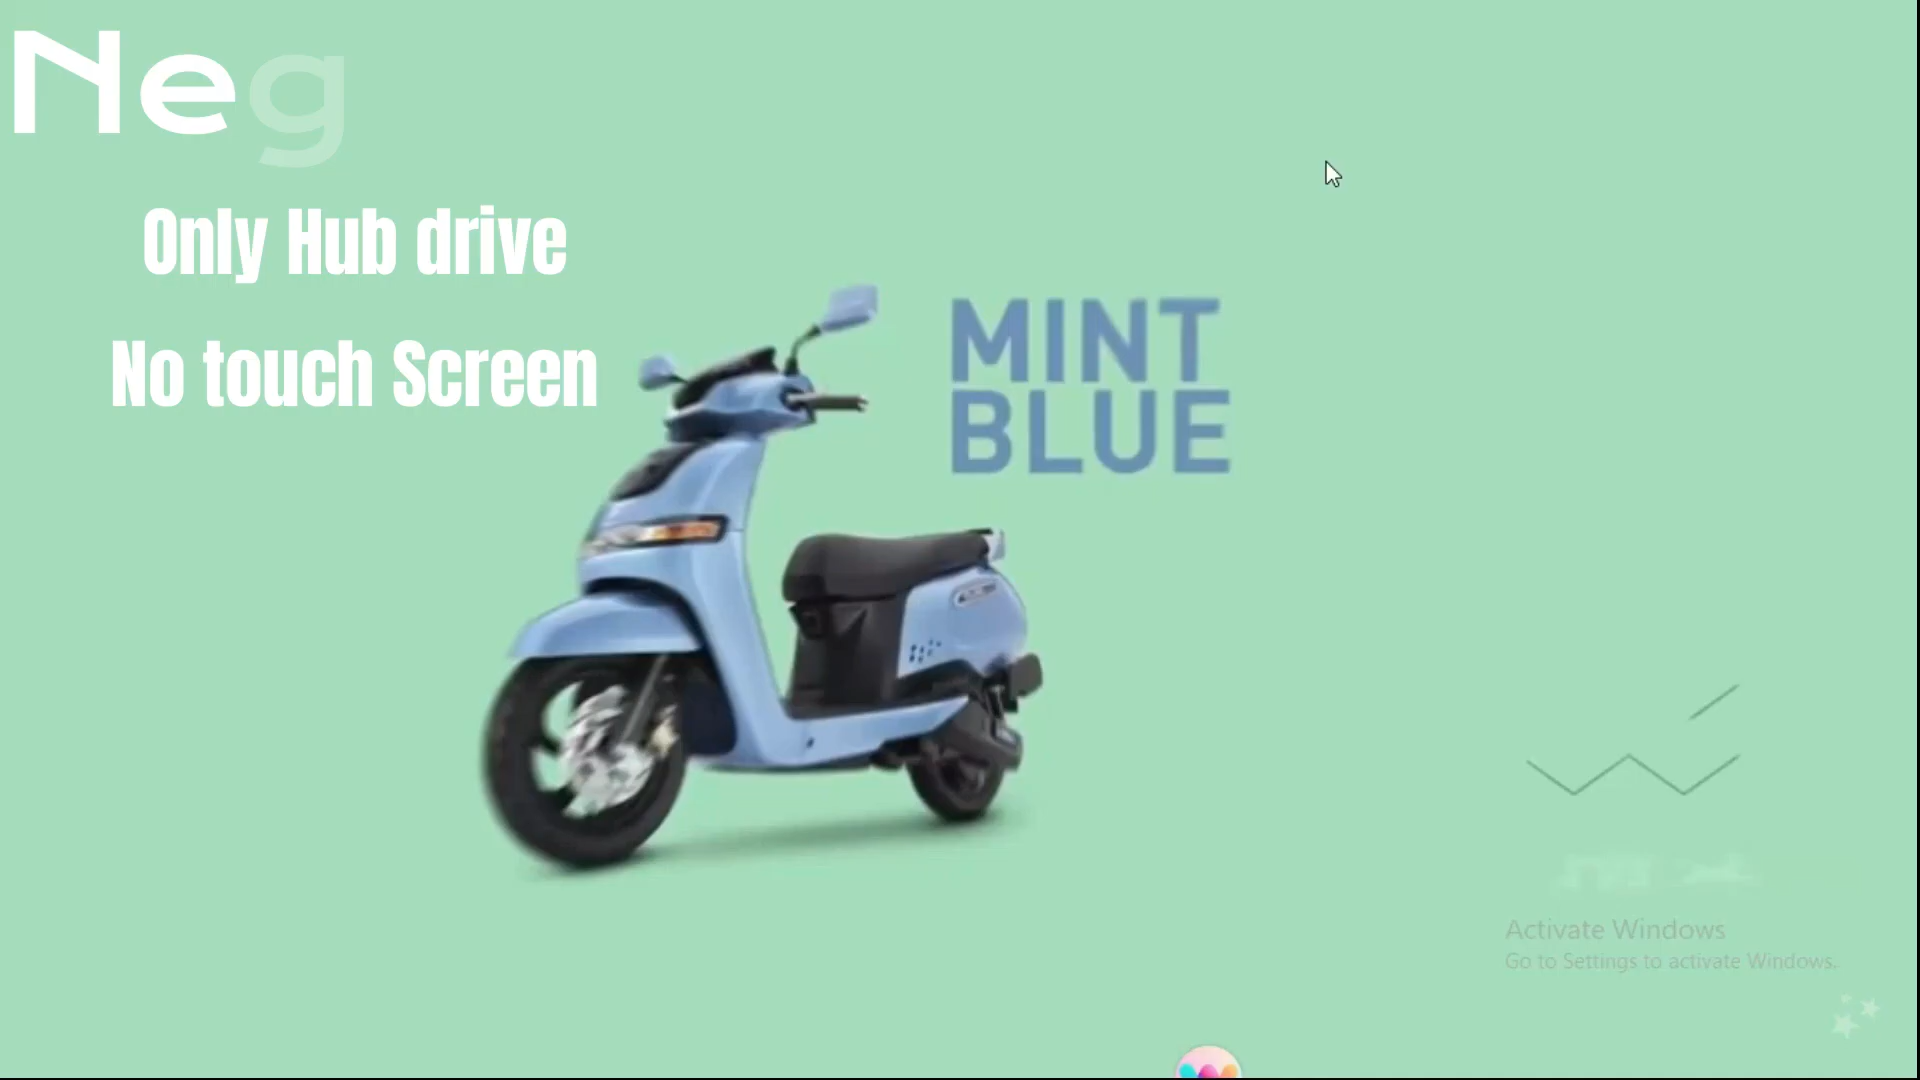 Neg
Only Hub drive
No touch Screen
MINT
BLUE
Activate Windows
Go to Settings to activate Windows.